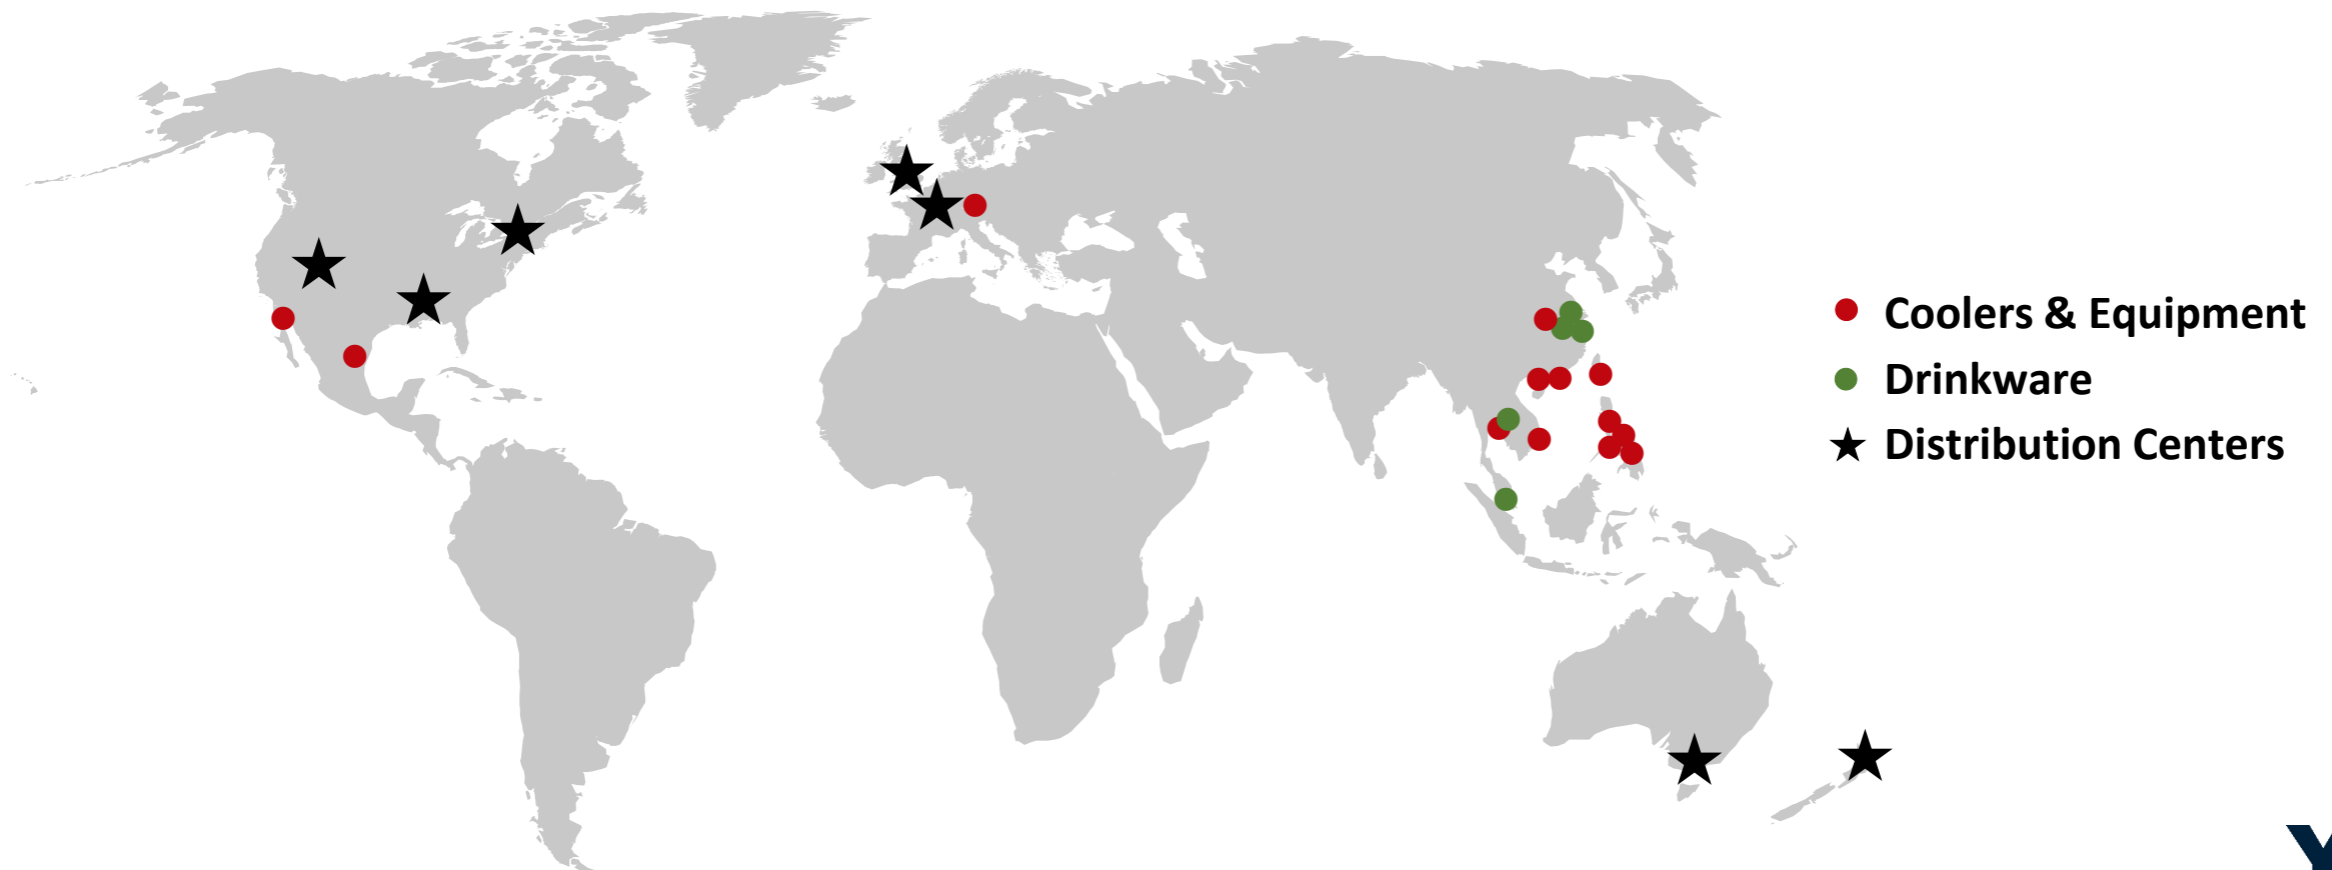 Coolers & Equipment
Drinkware
Distribution Centers